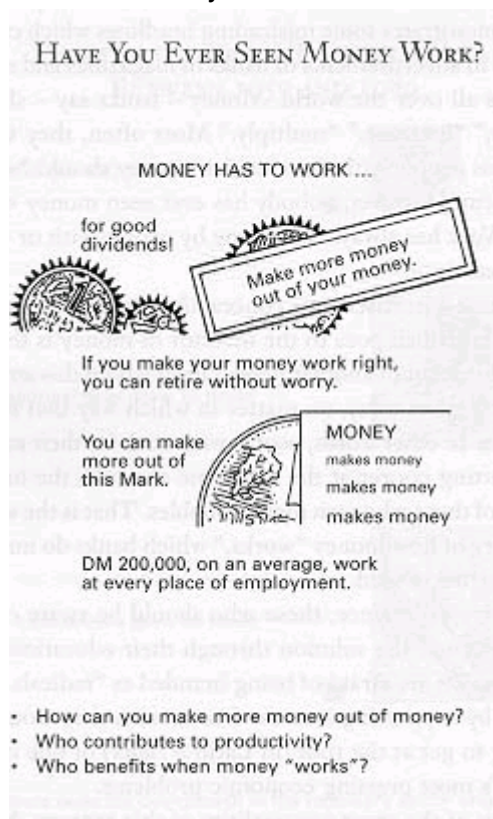 HAVE YOU EVER SEEN MONEY WORK?
MONEY HAS TO WORK ...
for good
dividends!
Make more money
out of your money.
If you make your money work right,
you can retire without worry.
You can make
more out of
this Mark.
MONEY
makes money
makes money
makes money
DM 200,000, on an average, work
at every place of employment.
• How can you make more money out of money?
• Who contributes to productivity?
• Who benefits when money "works"?